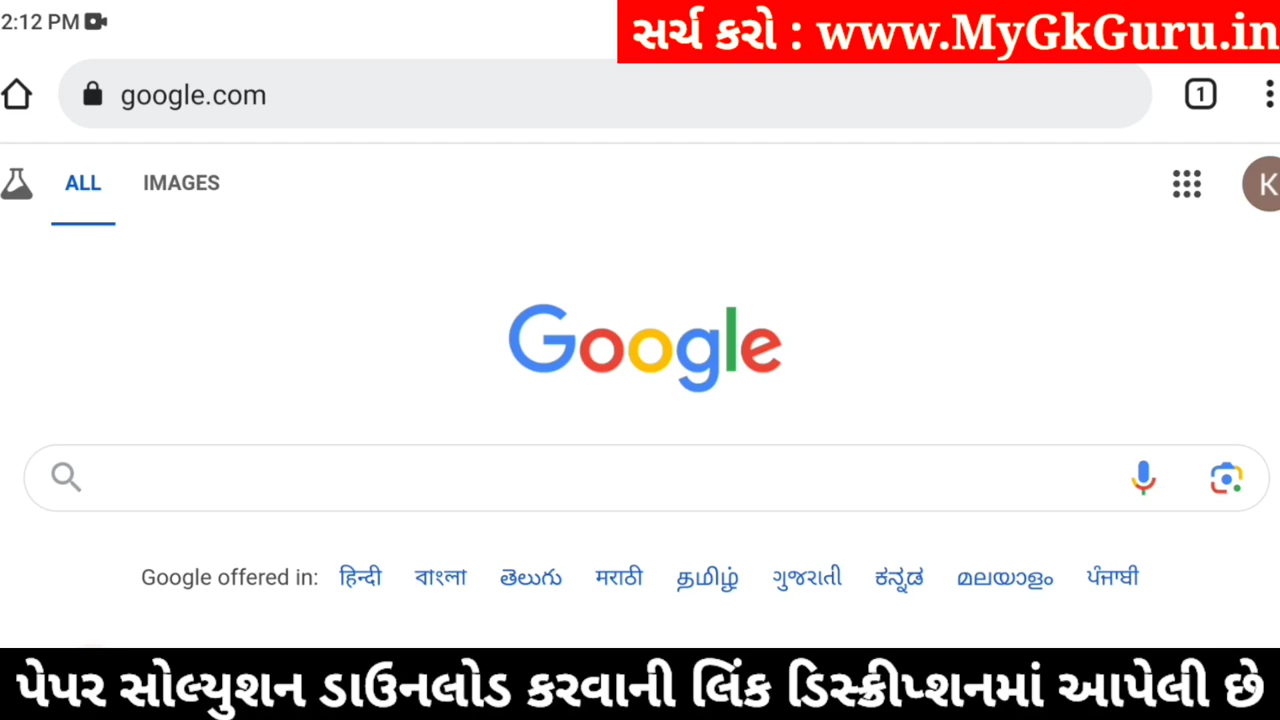 2:12 PM
સર્ચ કરો : www.MyGkGuru.in
google.com
1
ALL IMAGES
K
Google
Google offered in: हिन्दी বাংলা తెలుగు मराठी தமிழ் ગુજરાતી ಕನ್ನಡ മലയാളം ਪੰਜਾਬੀ
પેપર સોલ્યુશન ડાઉનલોડ કરવાની લિંક ડિસ્ક્રીપ્શનમાં આપેલી છે